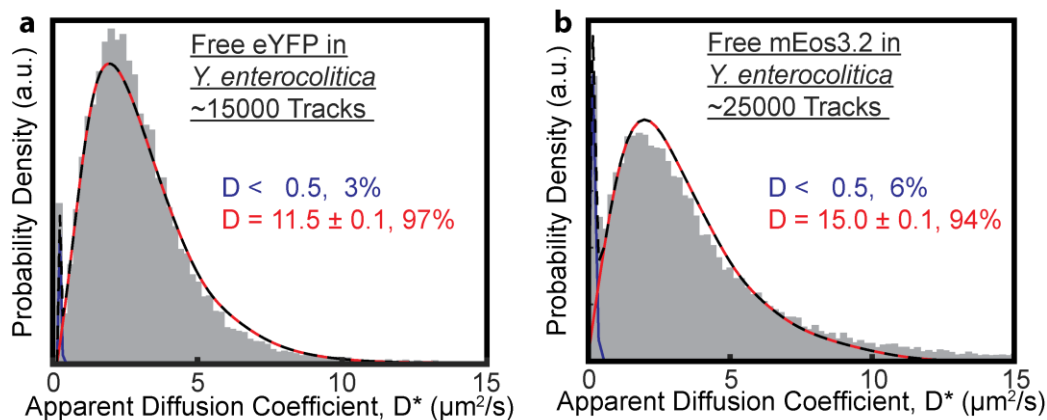 a
Free eYFP in
Y. enterocolitica
~15000 Tracks
D < 0.5, 3%
D = 11.5 ± 0.1, 97%
Probability Density (a.u.)
0 5 10 15
Apparent Diffusion Coefficient, D* (µm²/s)
b
Free mEos3.2 in
Y. enterocolitica
~25000 Tracks
D < 0.5, 6%
D = 15.0 ± 0.1, 94%
Probability Density (a.u.)
0 5 10 15
Apparent Diffusion Coefficient, D* (µm²/s)